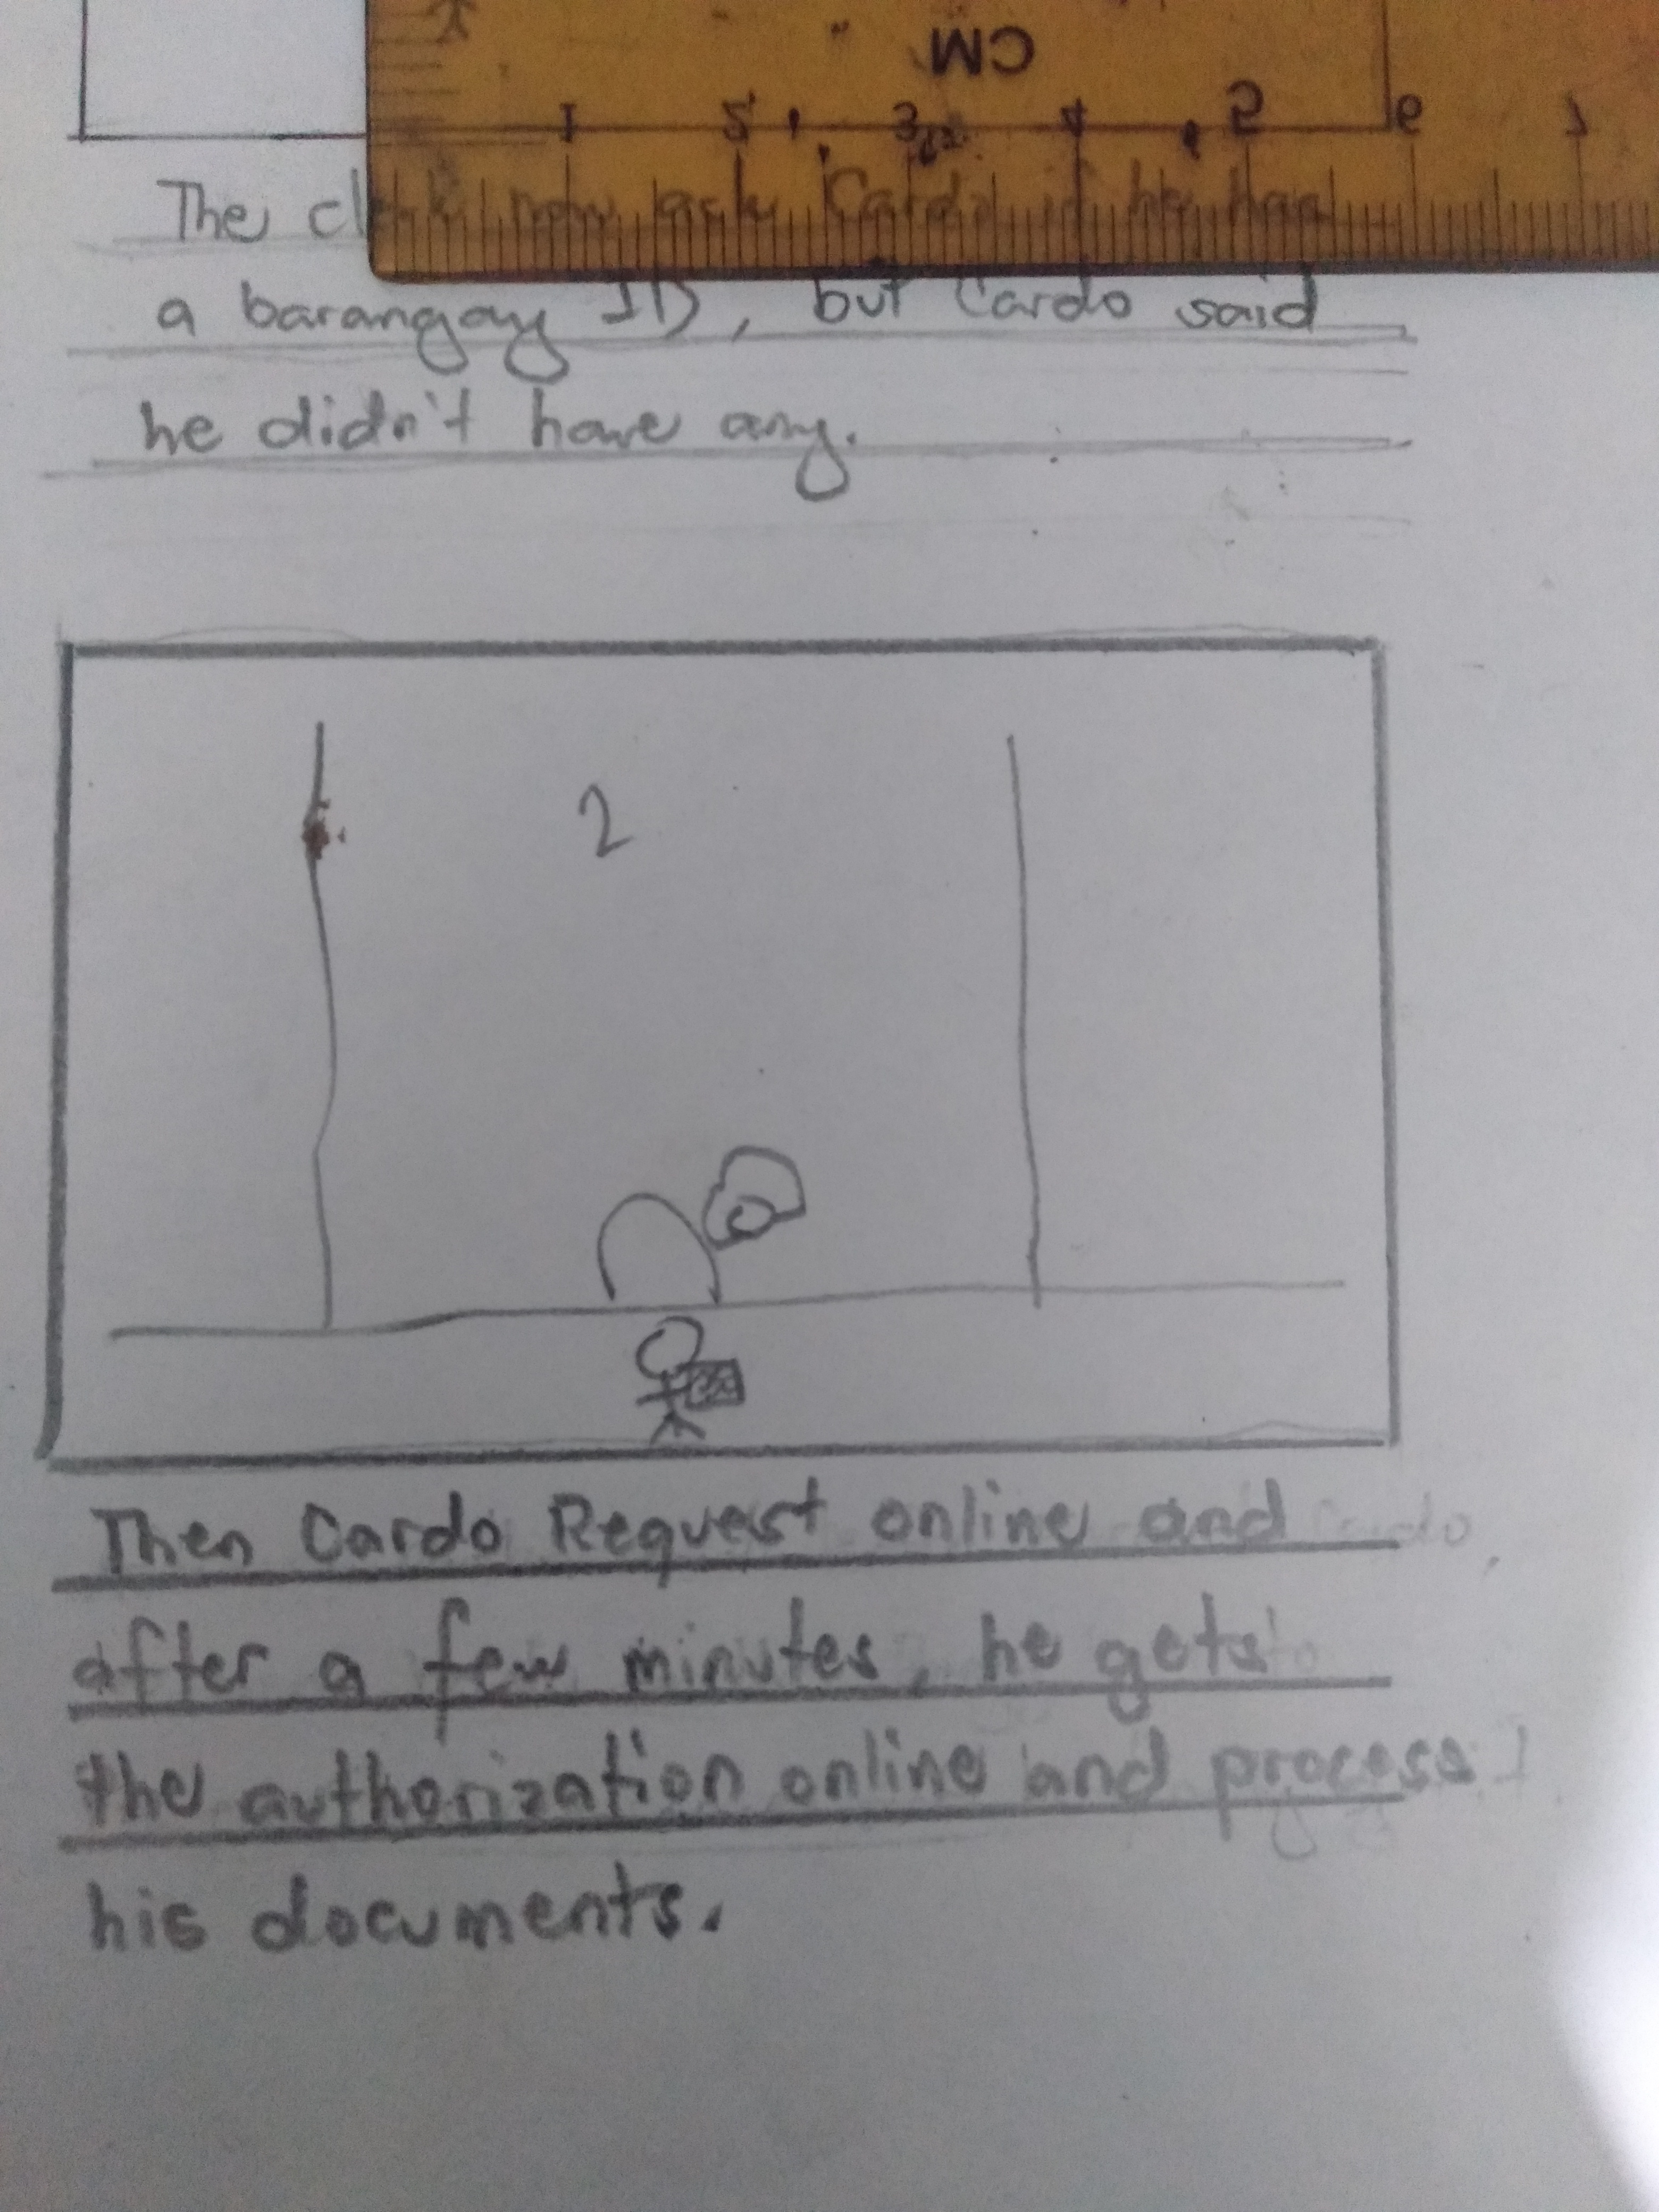 CM
1 2 3 4 5 6 7
The clerk now ask Cardo if he has
a barangay ID, but Cardo said
he didn't have any.
2
Then Cardo Request online and
after a few minutes, he gets
the authorization online and process
his documents.